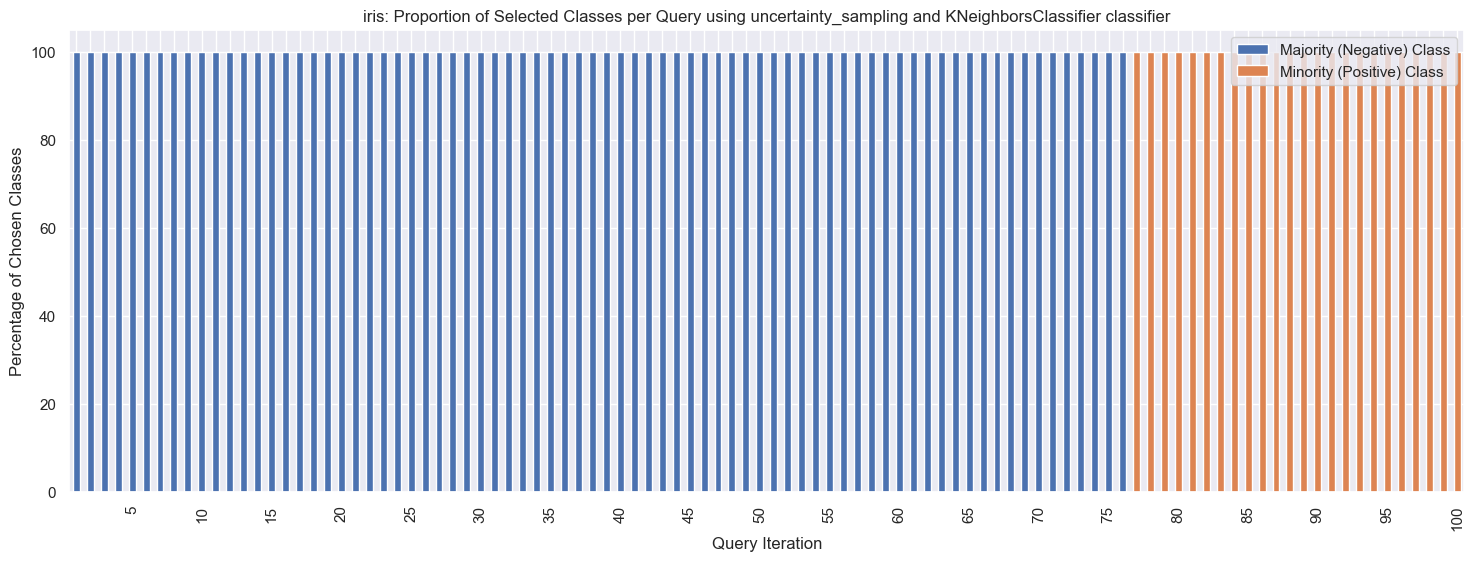 iris: Proportion of Selected Classes per Query using uncertainty_sampling and KNeighborsClassifier classifier
Majority (Negative) Class
Minority (Positive) Class
Percentage of Chosen Classes
100
80
60
40
20
0
5 10 15 20 25 30 35 40 45 50 55 60 65 70 75 80 85 90 95 100
Query Iteration